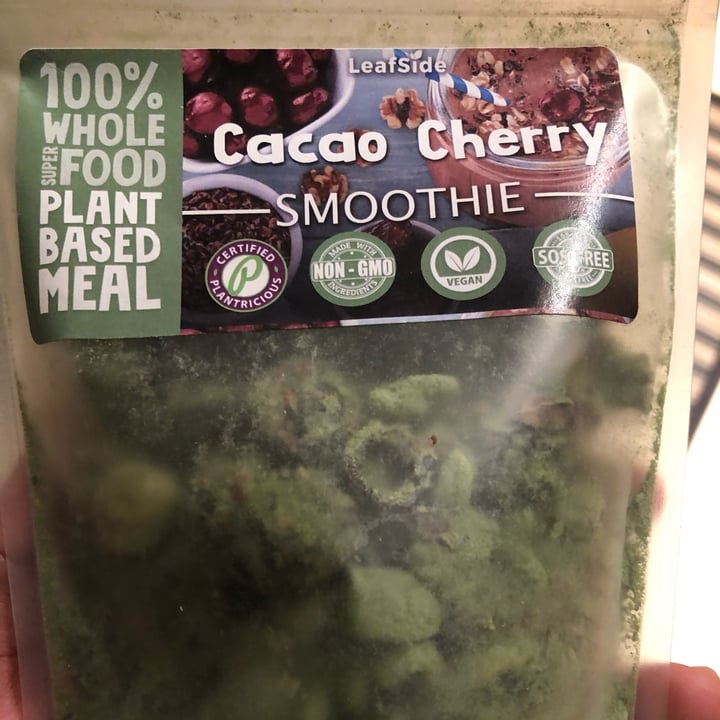 LeafSide
100%
WHOLE
SUPER
FOOD
PLANT
BASED
MEAL
Cacao Cherry
SMOOTHIE
CERTIFIED
P
PLANTRICIOUS
MADE WITH
NON-GMO
INGREDIENTS
VEGAN
SOS FREE